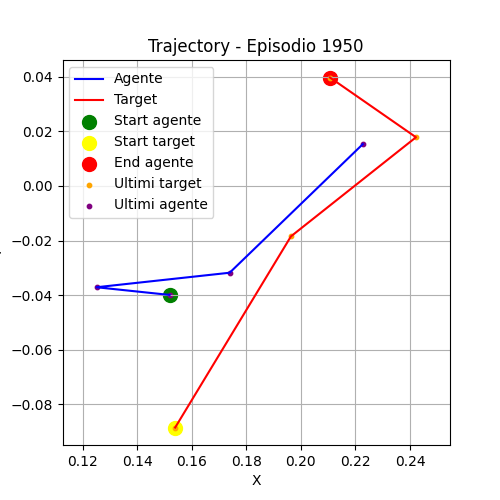 Trajectory - Episodio 1950
Agente
Target
Start agente
Start target
End agente
Ultimi target
Ultimi agente
0.04
0.02
0.00
−0.02
−0.04
−0.06
−0.08
0.12 0.14 0.16 0.18 0.20 0.22 0.24
X